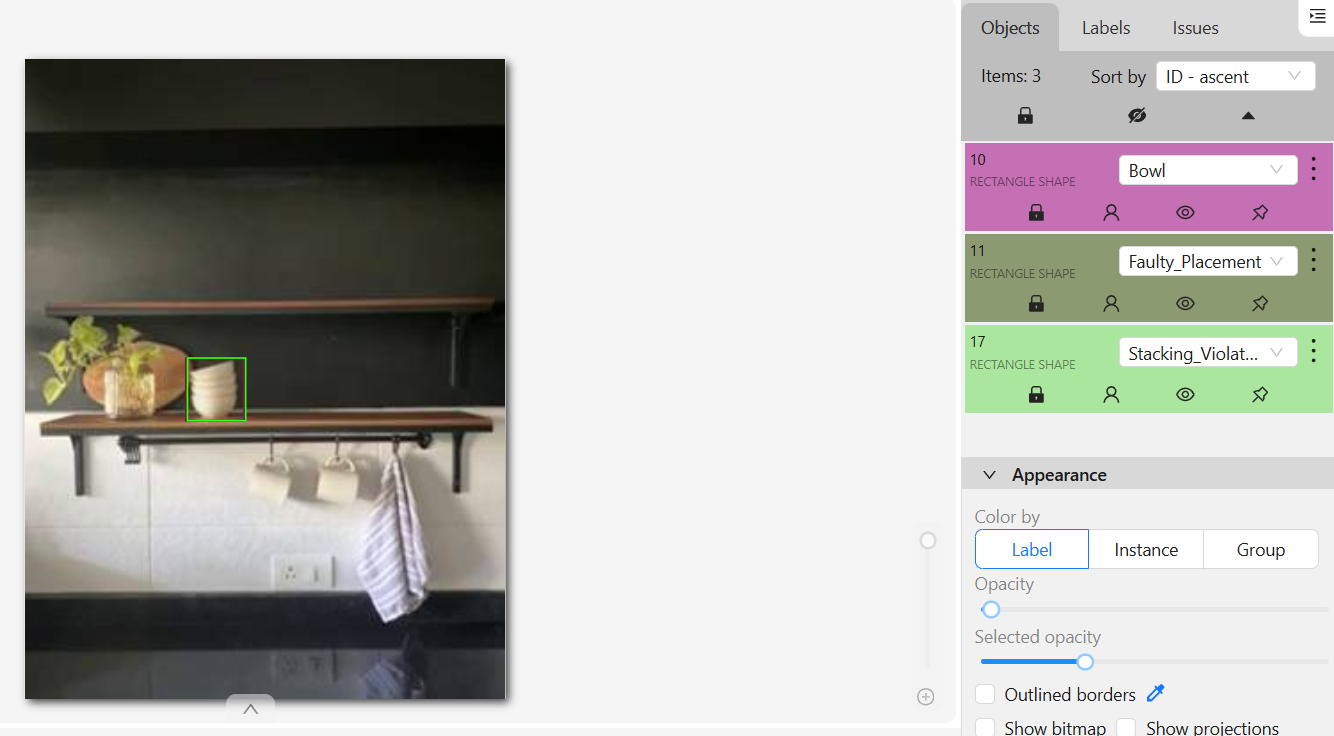 Objects Labels Issues
Items: 3 Sort by ID - ascent
10
RECTANGLE SHAPE
Bowl
11
RECTANGLE SHAPE
Faulty_Placement
17
RECTANGLE SHAPE
Stacking_Violat...
Appearance
Color by
Label Instance Group
Opacity
Selected opacity
Outlined borders
Show bitmap Show projections